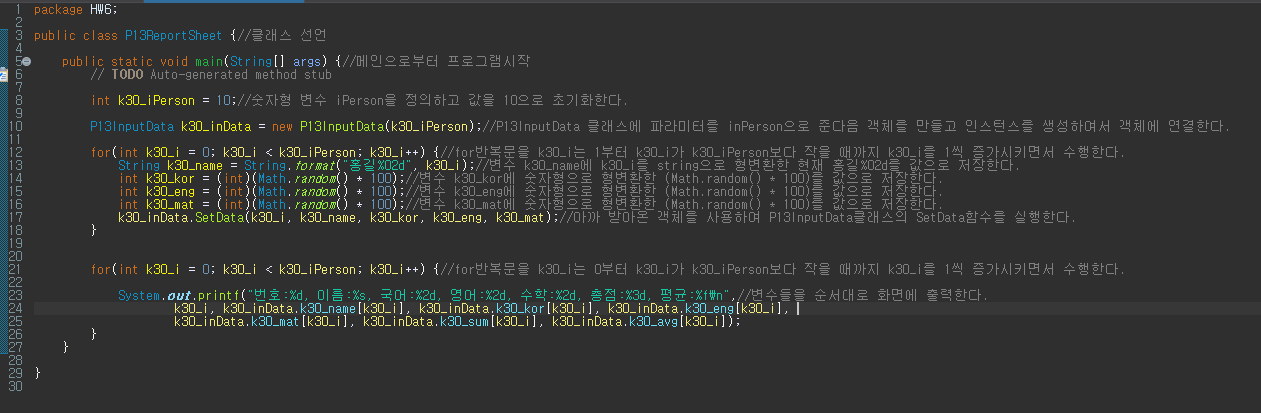 1 package HW6;
2
3 public class P13ReportSheet {//클래스 선언
4
5 public static void main(String[] args) {//메인으로부터 프로그램시작
6 // TODO Auto-generated method stub
7
8 int k30_iPerson = 10;//숫자형 변수 iPerson을 정의하고 값을 10으로 초기화한다.
9
10 P13InputData k30_inData = new P13InputData(k30_iPerson);//P13InputData 클래스에 파라미터를 inPerson으로 준다음 객체를 만들고 인스턴스를 생성하여서 객체에 연결한다.
11
12 for(int k30_i = 0; k30_i < k30_iPerson; k30_i++) {//for반복문을 k30_i는 1부터 k30_i가 k30_iPerson보다 작을 때까지 k30_i를 1씩 증가시키면서 수행한다.
13 String k30_name = String.format("홍길%02d", k30_i);//변수 k30_name에 k30_i를 string으로 형변환한 현재 홍길%02d를 값으로 저장한다.
14 int k30_kor = (int)(Math.random() * 100);//변수 k30_kor에 숫자형으로 형변환한 (Math.random() * 100)를 값으로 저장한다.
15 int k30_eng = (int)(Math.random() * 100);//변수 k30_eng에 숫자형으로 형변환한 (Math.random() * 100)를 값으로 저장한다.
16 int k30_mat = (int)(Math.random() * 100);//변수 k30_mat에 숫자형으로 형변환한 (Math.random() * 100)를 값으로 저장한다.
17 k30_inData.SetData(k30_i, k30_name, k30_kor, k30_eng, k30_mat);//아까 받아온 객체를 사용하여 P13InputData클래스의 SetData함수를 실행한다.
18 }
19
20
21 for(int k30_i = 0; k30_i < k30_iPerson; k30_i++) {//for반복문을 k30_i는 0부터 k30_i가 k30_iPerson보다 작을 때까지 k30_i를 1씩 증가시키면서 수행한다.
22
23 System.out.printf("번호:%d, 이름:%s, 국어:%2d, 영어:%2d, 수학:%2d, 총점:%3d, 평균:%f\n",//변수들을 순서대로 화면에 출력한다.
24 k30_i, k30_inData.k30_name[k30_i], k30_inData.k30_kor[k30_i], k30_inData.k30_eng[k30_i],
25 k30_inData.k30_mat[k30_i], k30_inData.k30_sum[k30_i], k30_inData.k30_avg[k30_i]);
26 }
27 }
28
29 }
30